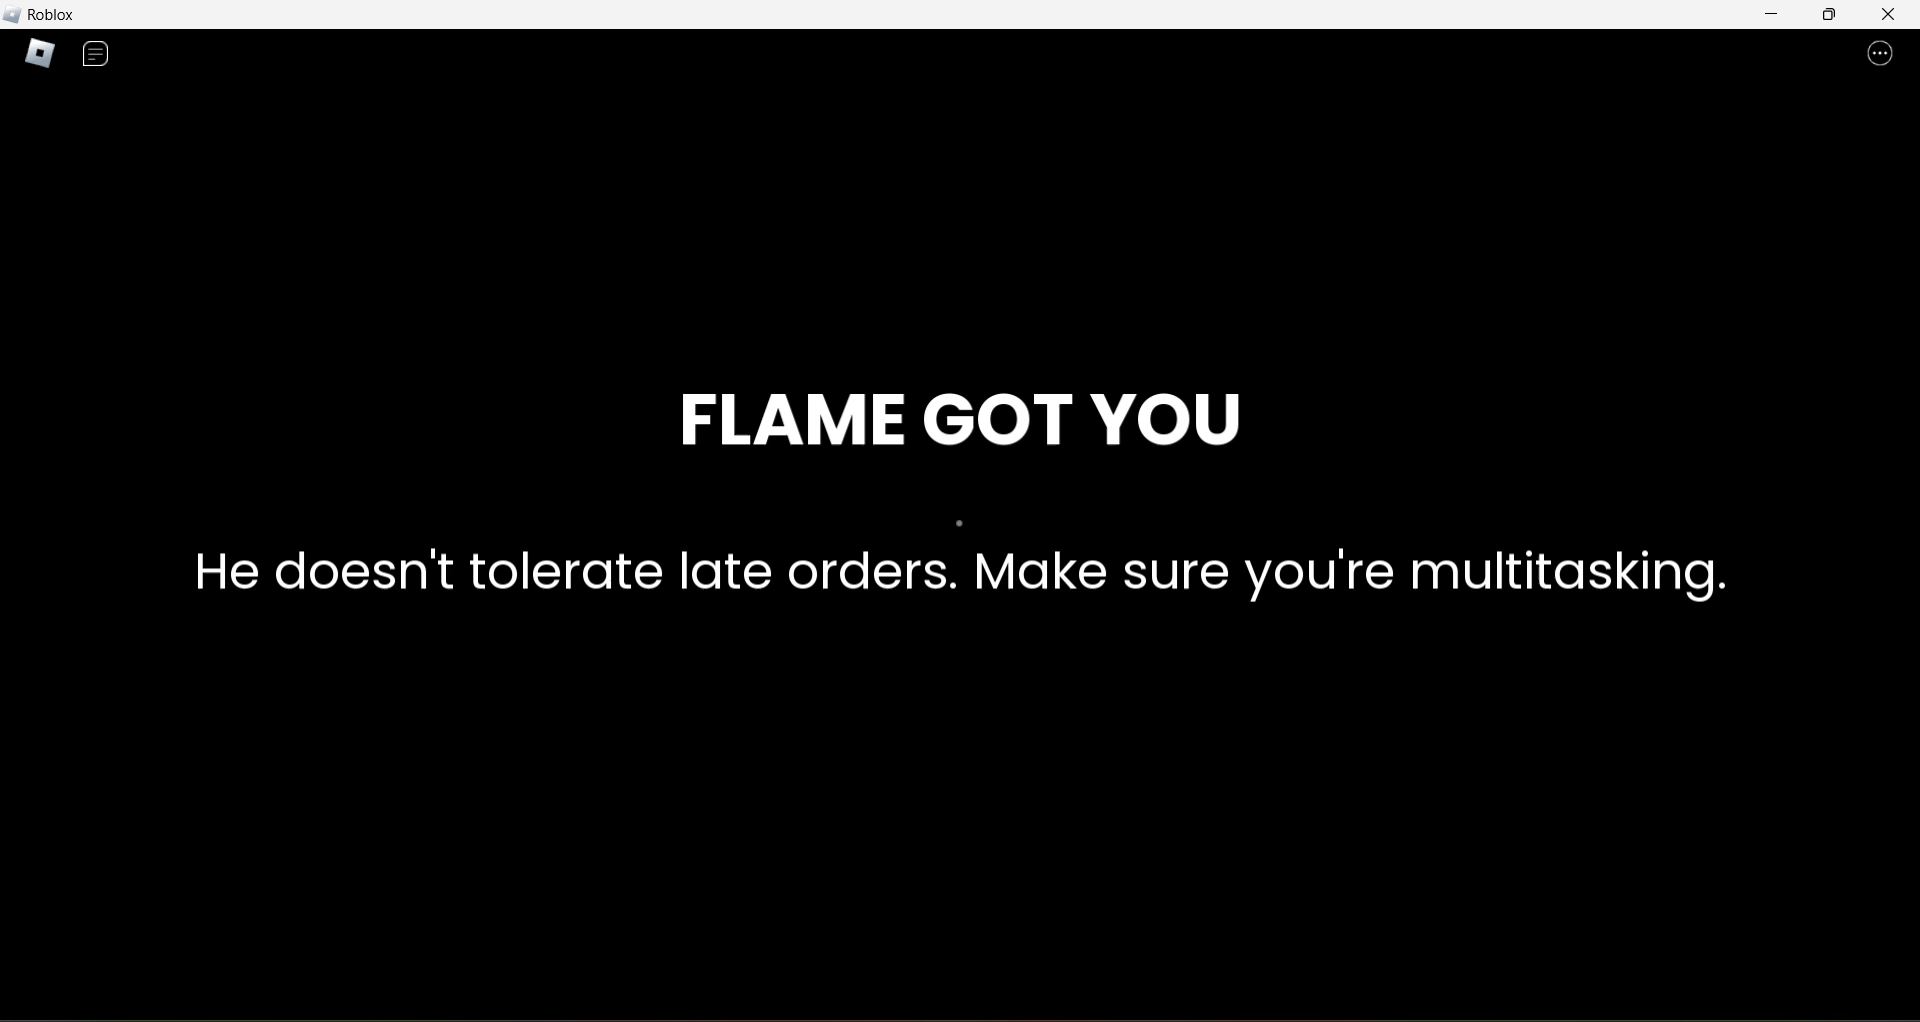 Roblox
FLAME GOT YOU
He doesn't tolerate late orders. Make sure you're multitasking.